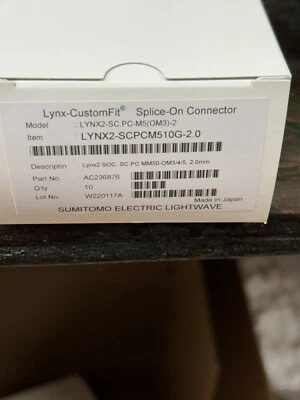 Lynx-CustomFit® Splice-On Connector
Model : LYNX2-SC PC-M5(OM3)-2
Item : LYNX2-SCPCM510G-2.0
Descriptin Lynx2 SOC, SC PC MM50-OM3/4/5, 2.0mm
Part No. AC236876
Q'ty 10
Lot No. W220117A Made in Japan
SUMITOMO ELECTRIC LIGHTWAVE